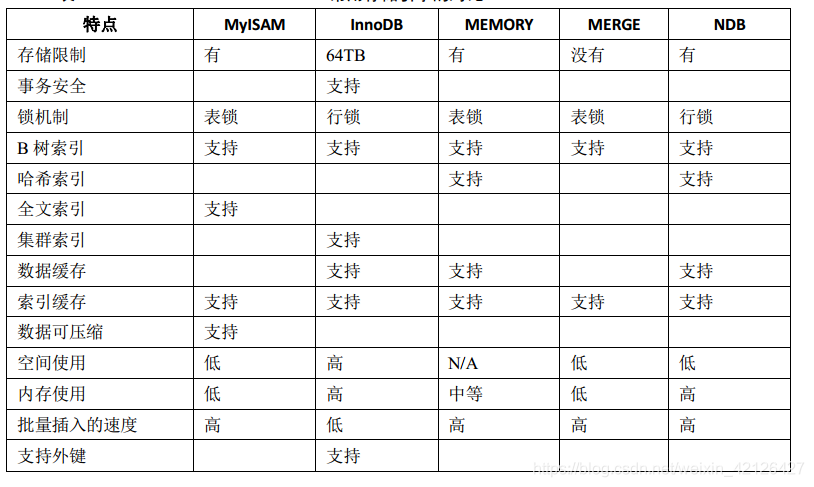 特点 MyISAM InnoDB MEMORY MERGE NDB
存储限制 有 64TB 有 没有 有
事务安全 支持
锁机制 表锁 行锁 表锁 表锁 行锁
B 树索引 支持 支持 支持 支持 支持
哈希索引 支持 支持
全文索引 支持
集群索引 支持
数据缓存 支持 支持 支持
索引缓存 支持 支持 支持 支持 支持
数据可压缩 支持
空间使用 低 高 N/A 低 低
内存使用 低 高 中等 低 高
批量插入的速度 高 低 高 高 高
支持外键 支持
https://blog.csdn.net/weixin_42126427